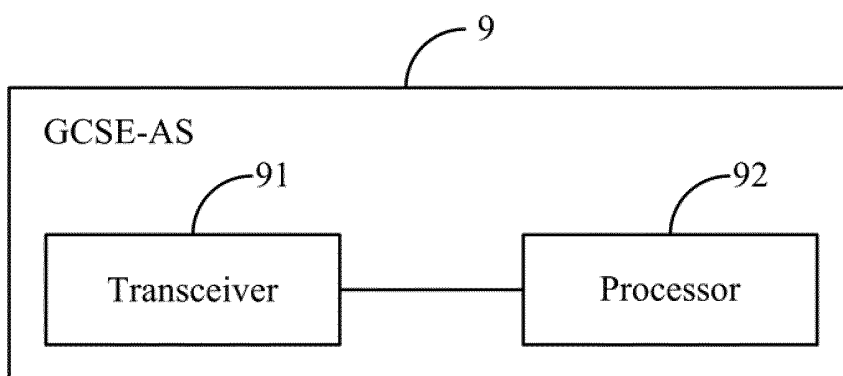 9
GCSE-AS
91
92
Transceiver
Processor